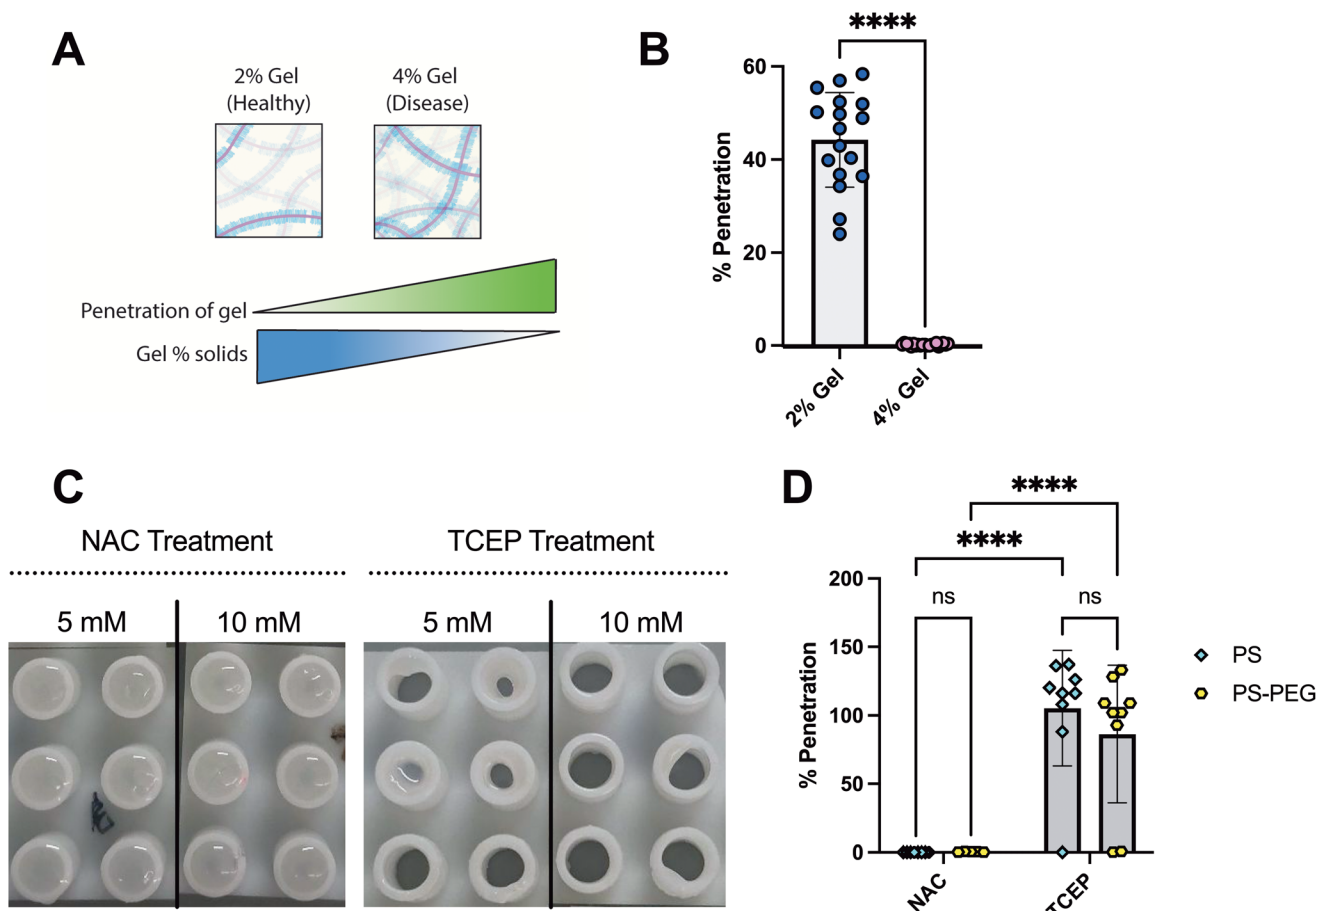 A
2% Gel
(Healthy)
4% Gel
(Disease)
Penetration of gel
Gel % solids
B
****
60
40
20
0
% Penetration
2% Gel
4% Gel
C
NAC Treatment
TCEP Treatment
5 mM
10 mM
5 mM
10 mM
D
****
****
ns
ns
200
150
100
50
0
% Penetration
NAC
TCEP
PS
PS-PEG